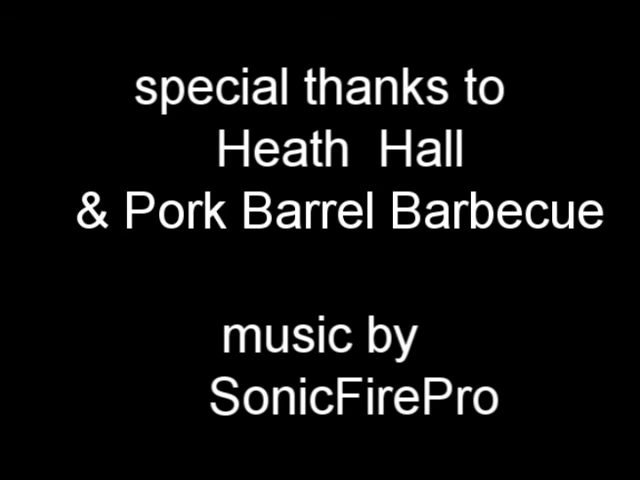 special thanks to
Heath Hall
& Pork Barrel Barbecue
music by
SonicFirePro